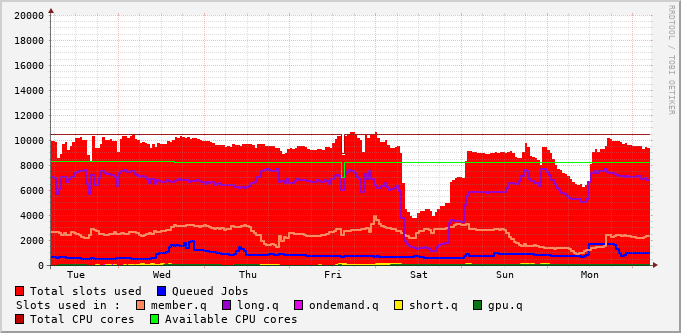 20000
18000
16000
14000
12000
10000
8000
6000
4000
2000
0
Tue Wed Thu Fri Sat Sun Mon
RRDTOOL / TOBI OETIKER
Total slots used Queued Jobs
Slots used in : member.q long.q ondemand.q short.q gpu.q
Total CPU cores Available CPU cores